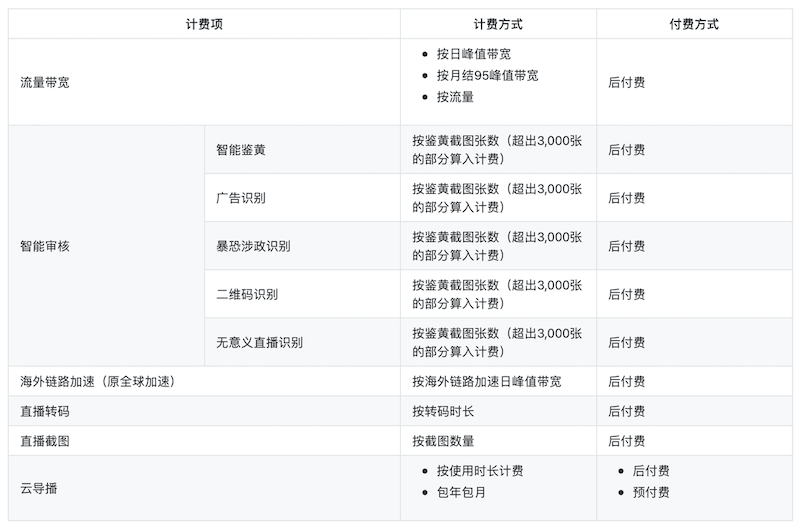 计费项 计费方式 付费方式
流量带宽
按日峰值带宽
按月结95峰值带宽
按流量
后付费
智能审核
智能鉴黄
按鉴黄截图张数（超出3,000张
的部分算入计费）
后付费
广告识别
按鉴黄截图张数（超出3,000张
的部分算入计费）
后付费
暴恐涉政识别
按鉴黄截图张数（超出3,000张
的部分算入计费）
后付费
二维码识别
按鉴黄截图张数（超出3,000张
的部分算入计费）
后付费
无意义直播识别
按鉴黄截图张数（超出3,000张
的部分算入计费）
后付费
海外链路加速（原全球加速） 按海外链路加速日峰值带宽 后付费
直播转码 按转码时长 后付费
直播截图 按截图数量 后付费
云导播
按使用时长计费
包年包月
后付费
预付费